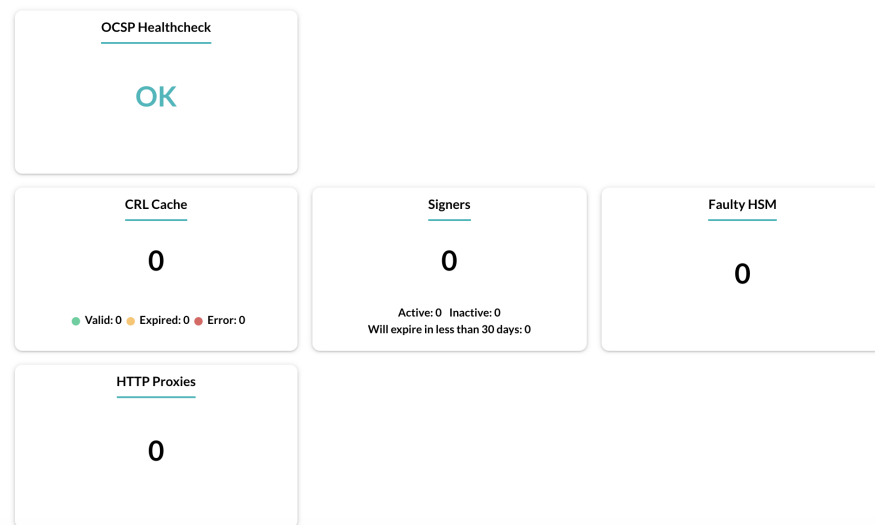 OCSP Healthcheck
OK
CRL Cache
0
Valid: 0 Expired: 0 Error: 0
Signers
0
Active: 0 Inactive: 0
Will expire in less than 30 days: 0
Faulty HSM
0
HTTP Proxies
0